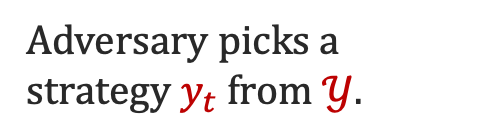 Adversary picks a
strategy yₜ from 𝒴.